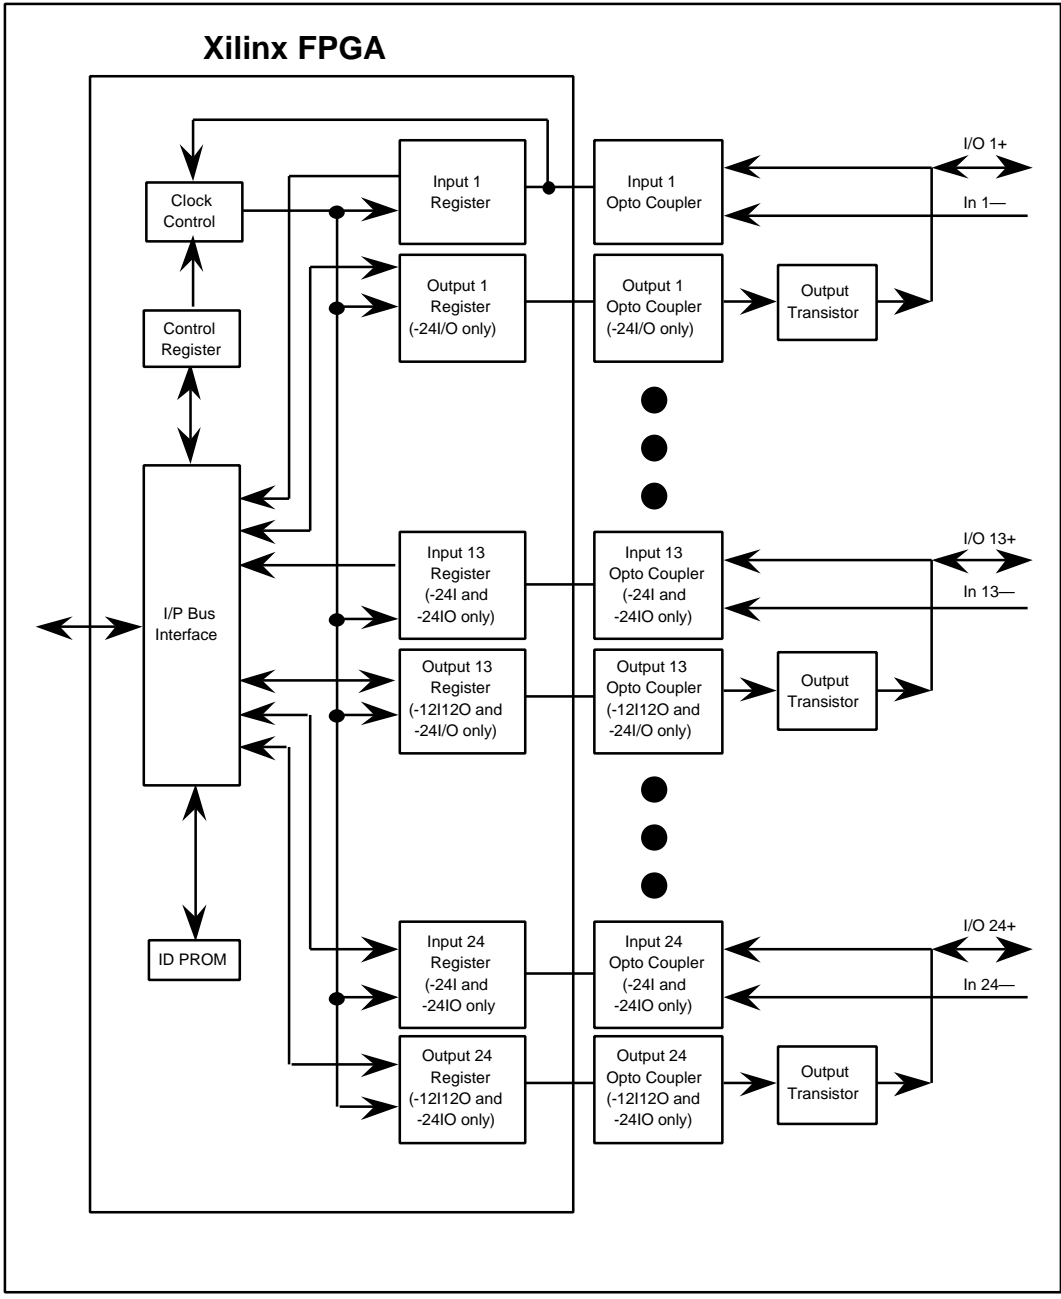 Xilinx FPGA
I/O 1+
In 1—
Clock
Control
Input 1
Register
Input 1
Opto Coupler
Control
Register
Output 1
Register
(-24I/O only)
Output 1
Opto Coupler
(-24I/O only)
Output
Transistor
I/P Bus
Interface
Input 13
Register
(-24I and
-24IO only)
Input 13
Opto Coupler
(-24I and
-24IO only)
I/O 13+
In 13—
Output 13
Register
(-12I12O and
-24I/O only)
Output 13
Opto Coupler
(-12I12O and
-24I/O only)
Output
Transistor
ID PROM
Input 24
Register
(-24I and
-24IO only
Input 24
Opto Coupler
(-24I and
-24IO only)
I/O 24+
In 24—
Output 24
Register
(-12I12O and
-24IO only)
Output 24
Opto Coupler
(-12I12O and
-24IO only)
Output
Transistor